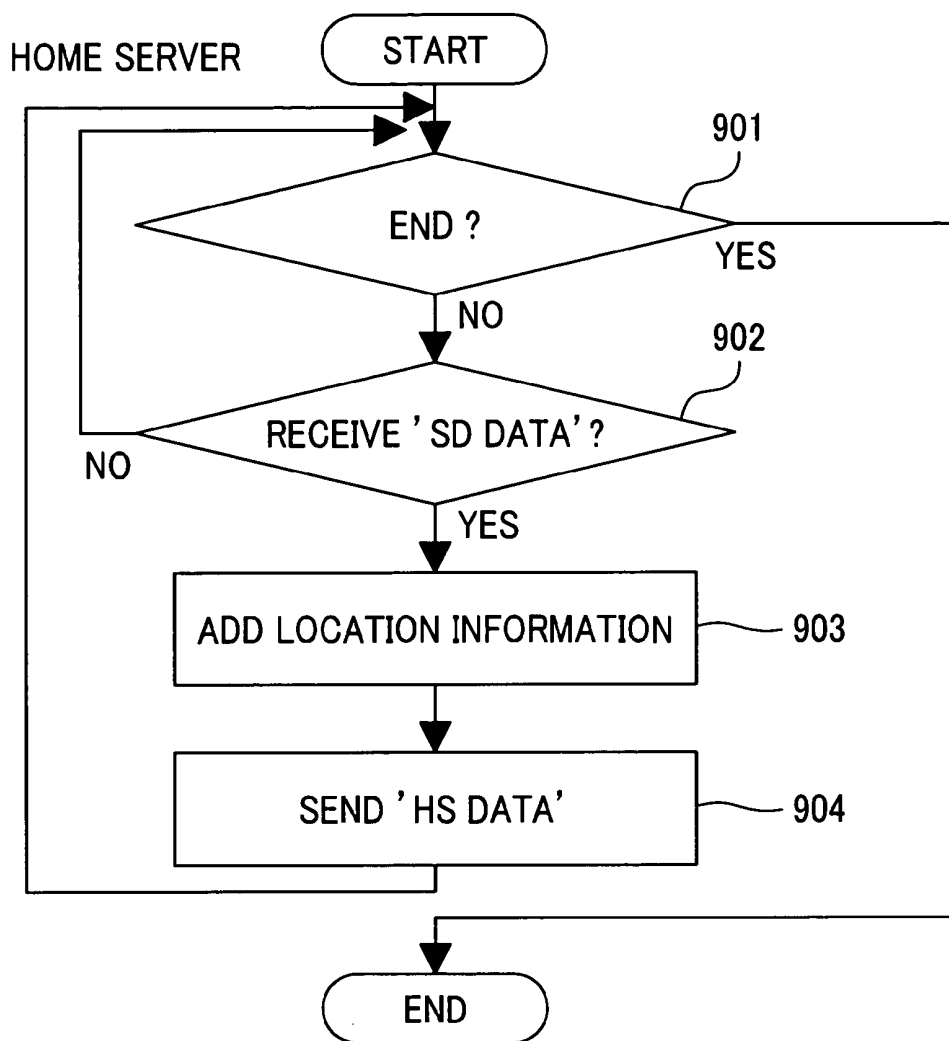 HOME SERVER
START
901
END ?
YES
NO
902
RECEIVE ' SD DATA' ?
NO
YES
ADD LOCATION INFORMATION
903
SEND ' HS DATA'
904
END